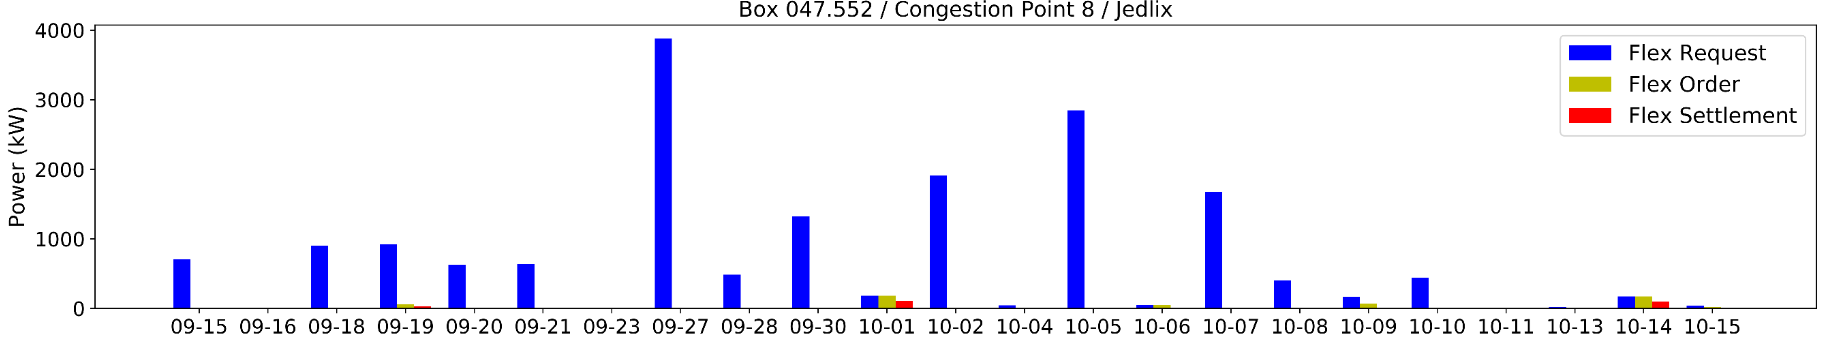 Box 047.552 / Congestion Point 8 / Jedlix
Power (kW)
4000
3000
2000
1000
0
Flex Request
Flex Order
Flex Settlement
09-15 09-16 09-18 09-19 09-20 09-21 09-23 09-27 09-28 09-30 10-01 10-02 10-04 10-05 10-06 10-07 10-08 10-09 10-10 10-11 10-13 10-14 10-15